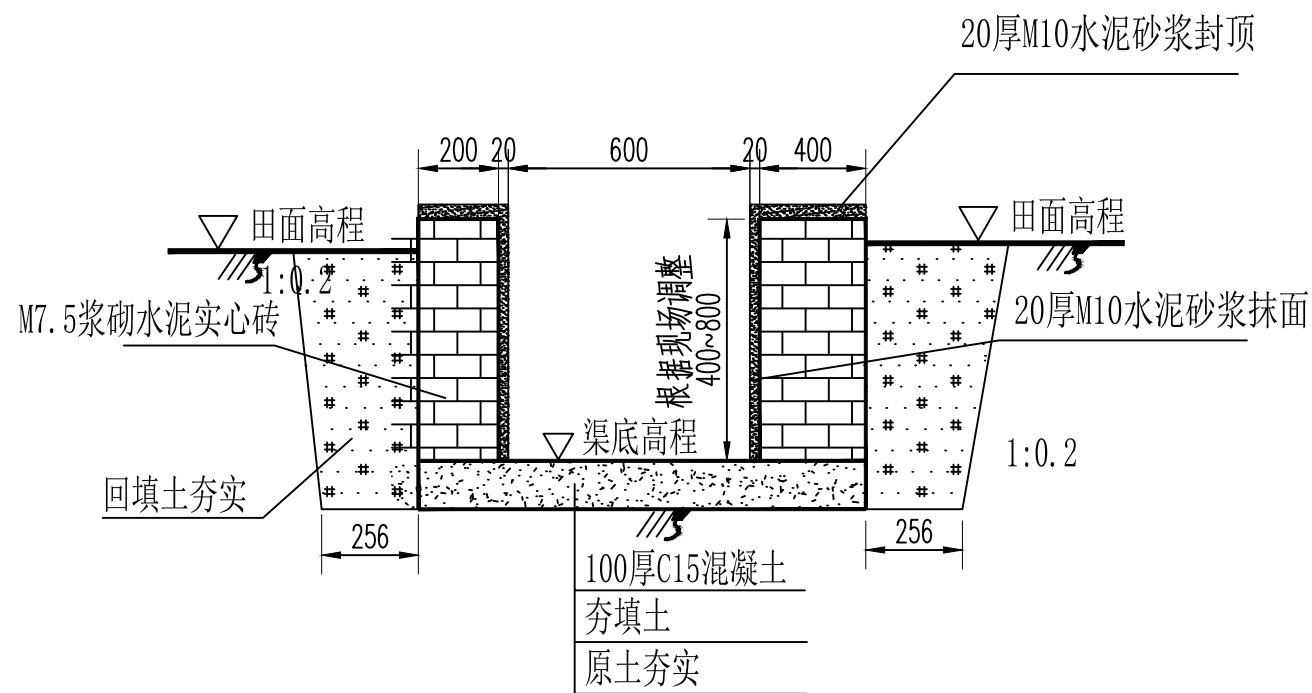 20厚M10水泥砂浆封顶
200 20 600 20 400
田面高程
田面高程
1:0.2
M7.5浆砌水泥实心砖
根据现场调整
400~800
20厚M10水泥砂浆抹面
渠底高程
1:0.2
回填土夯实
256
256
100厚C15混凝土
夯填土
原土夯实